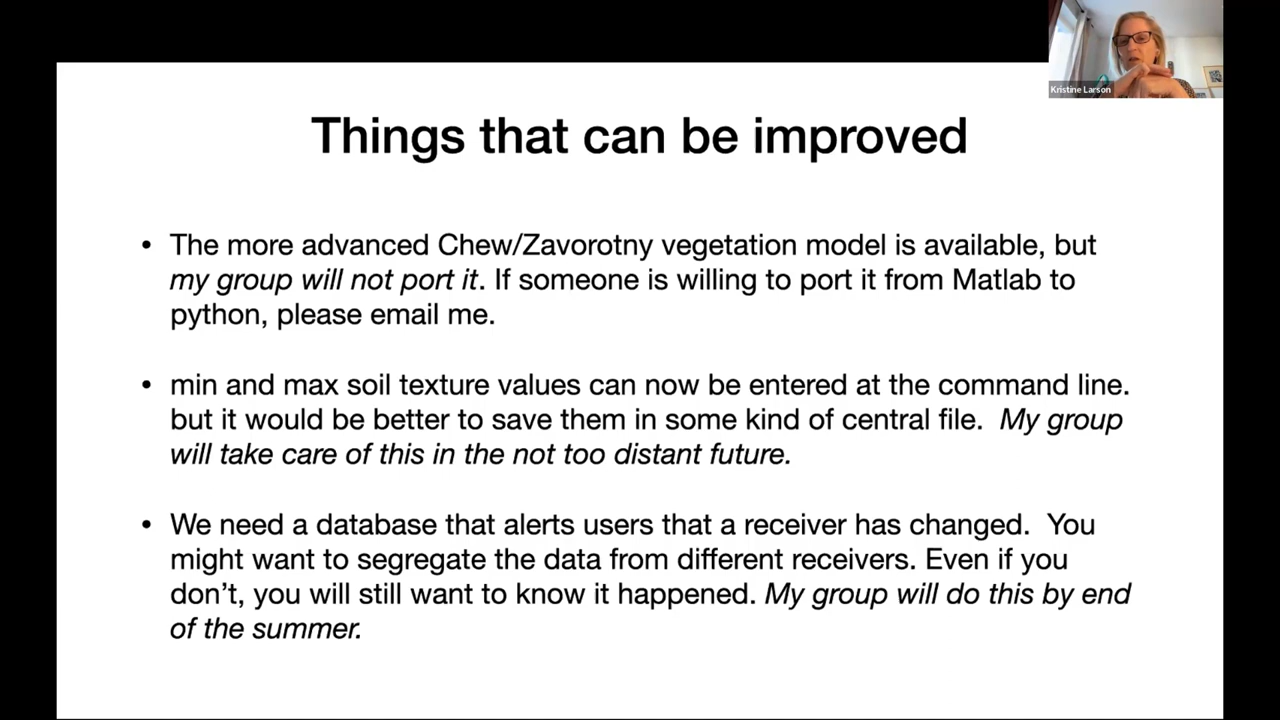 Kristine Larson
Things that can be improved
• The more advanced Chew/Zavorotny vegetation model is available, but
my group will not port it. If someone is willing to port it from Matlab to
python, please email me.
• min and max soil texture values can now be entered at the command line.
but it would be better to save them in some kind of central file. My group
will take care of this in the not too distant future.
• We need a database that alerts users that a receiver has changed. You
might want to segregate the data from different receivers. Even if you
don’t, you will still want to know it happened. My group will do this by end
of the summer.